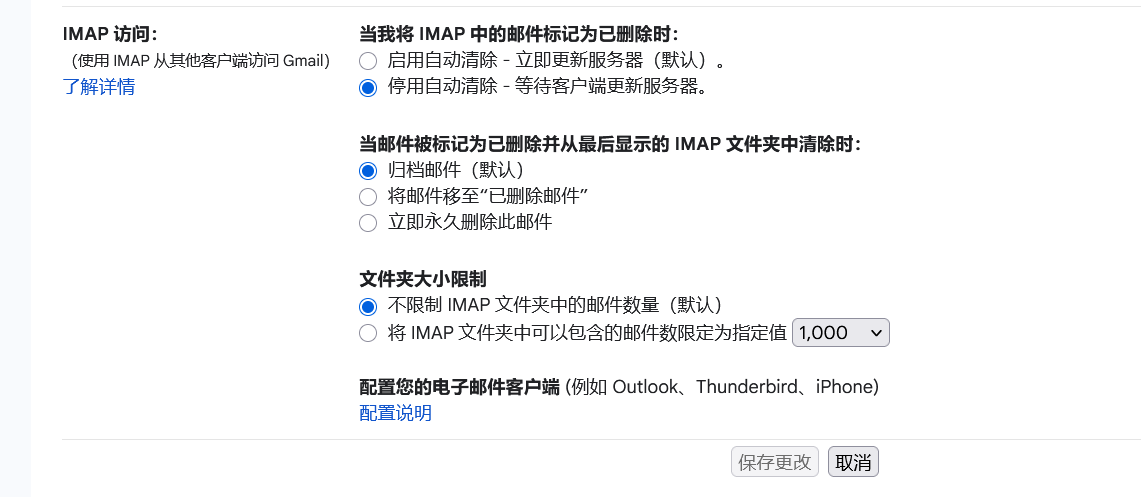 IMAP 访问：
（使用 IMAP 从其他客户端访问 Gmail）
了解详情
当我将 IMAP 中的邮件标记为已删除时：
启用自动清除 - 立即更新服务器（默认）。
停用自动清除 - 等待客户端更新服务器。
当邮件被标记为已删除并从最后显示的 IMAP 文件夹中清除时：
归档邮件（默认）
将邮件移至“已删除邮件”
立即永久删除此邮件
文件夹大小限制
不限制 IMAP 文件夹中的邮件数量（默认）
将 IMAP 文件夹中可以包含的邮件数限定为指定值 1,000
配置您的电子邮件客户端 (例如 Outlook、Thunderbird、iPhone)
配置说明
保存更改 取消